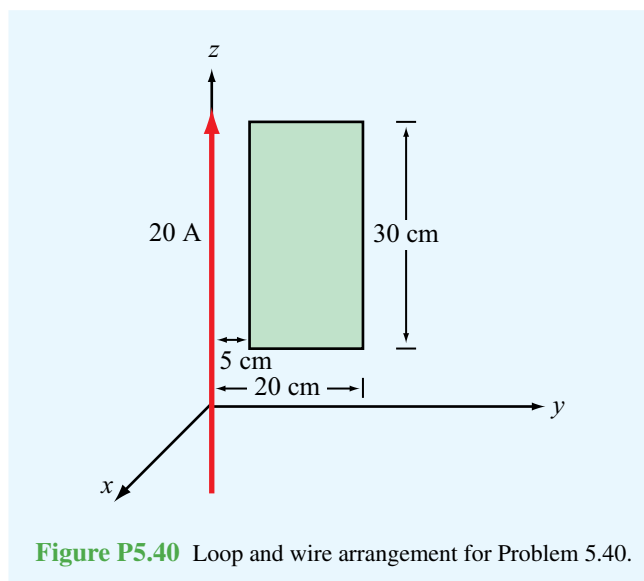 z
20 A
30 cm
5 cm
20 cm
y
x
Figure P5.40 Loop and wire arrangement for Problem 5.40.